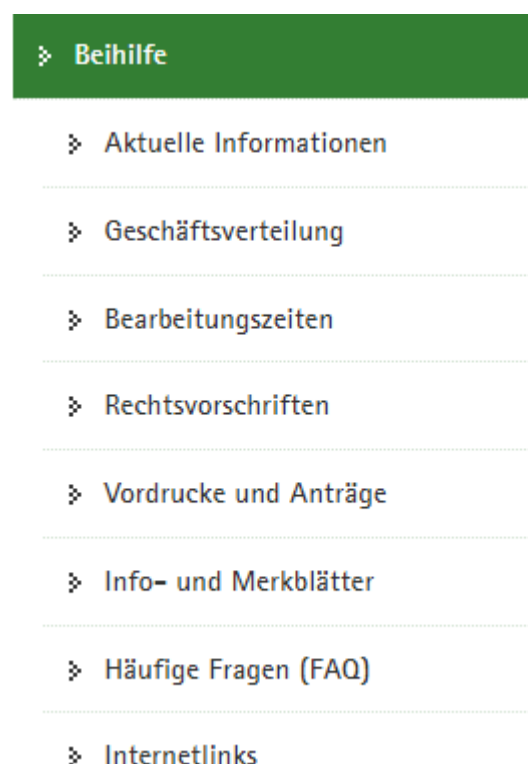 Beihilfe
Aktuelle Informationen
Geschäftsverteilung
Bearbeitungszeiten
Rechtsvorschriften
Vordrucke und Anträge
Info- und Merkblätter
Häufige Fragen (FAQ)
Internetlinks